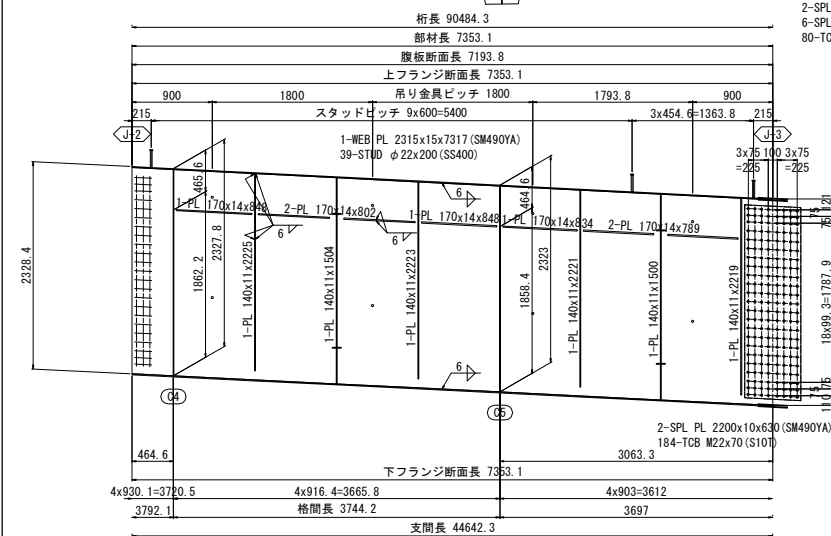 2-SPL
6-SPL
80-TC
桁長 90484.3
部材長 7353.1
腹板断面長 7193.8
上フランジ断面長 7353.1
900
1800
吊り金具ピッチ 1800
1793.8
900
215
スタッドピッチ 9x600=5400
3x454.6=1363.8
215
J-2
J-3
1-WEB PL 2315x15x7317(SM490YA)
39-STUD φ22x200(SS400)
3x75 100 3x75
=225 =225
465.6
464.6
6
1-PL 170x14x848
2-PL 170x14x802
1-PL 170x14x848
1-PL 170x14x834
2-PL 170x14x789
6
6
121
75
75
2328.4
1862.2
2327.8
1-PL 140x11x2225
1-PL 140x11x1504
1-PL 140x11x2223
1858.4
2323
1-PL 140x11x2221
1-PL 140x11x1500
1-PL 140x11x2219
18x99.3=1787.9
6
75
75
110
C4
C5
2-SPL PL 2200x10x630(SM490YA)
184-TCB M22x70(S10T)
464.6
3063.3
下フランジ断面長 7353.1
4x930.1=3720.5
4x916.4=3665.8
4x903=3612
3792.1
格間長 3744.2
3697
支間長 44642.3